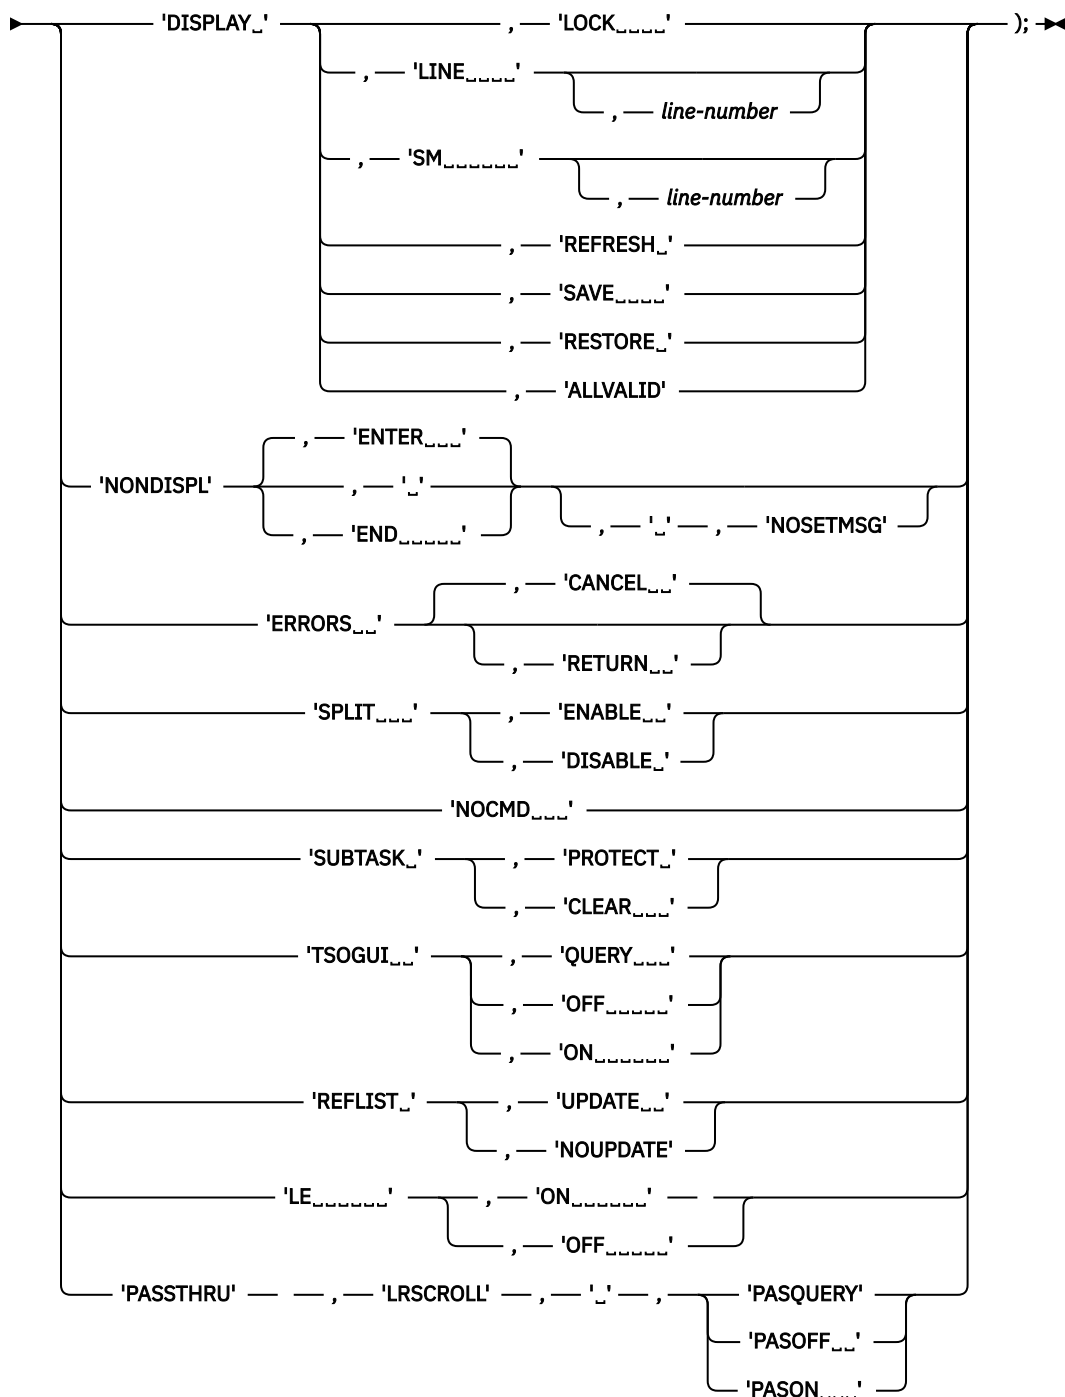 'DISPLAY␣' , 'LOCK␣␣␣␣' );
, 'LINE␣␣␣␣'
, line-number
, 'SM␣␣␣␣␣␣'
, line-number
, 'REFRESH␣'
, 'SAVE␣␣␣␣'
, 'RESTORE␣'
, 'ALLVALID'
, 'ENTER␣␣␣'
'NONDISPL' , '␣'
, 'END␣␣␣␣␣' , '␣' , 'NOSETMSG'
, 'CANCEL␣␣'
'ERRORS␣␣'
, 'RETURN␣␣'
'SPLIT␣␣␣' , 'ENABLE␣␣'
, 'DISABLE␣'
'NOCMD␣␣␣'
'SUBTASK␣' , 'PROTECT␣'
, 'CLEAR␣␣␣'
'TSOGUI␣␣' , 'QUERY␣␣␣'
, 'OFF␣␣␣␣␣'
, 'ON␣␣␣␣␣␣'
'REFLIST␣' , 'UPDATE␣␣'
, 'NOUPDATE'
'LE␣␣␣␣␣␣' , 'ON␣␣␣␣␣␣'
, 'OFF␣␣␣␣␣'
'PASSTHRU' , 'LRSCROLL' , '␣' , 'PASQUERY'
'PASOFF␣␣'
'PASON␣␣␣'